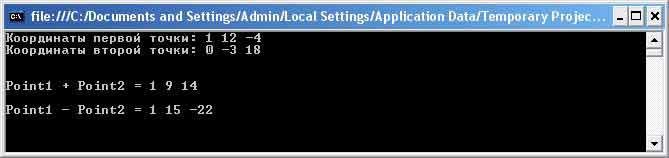 file:///C:/Documents and Settings/Admin/Local Settings/Application Data/Temporary Projec...
Координаты первой точки: 1 12 -4
Координаты второй точки: 0 -3 18
Point1 + Point2 = 1 9 14
Point1 - Point2 = 1 15 -22